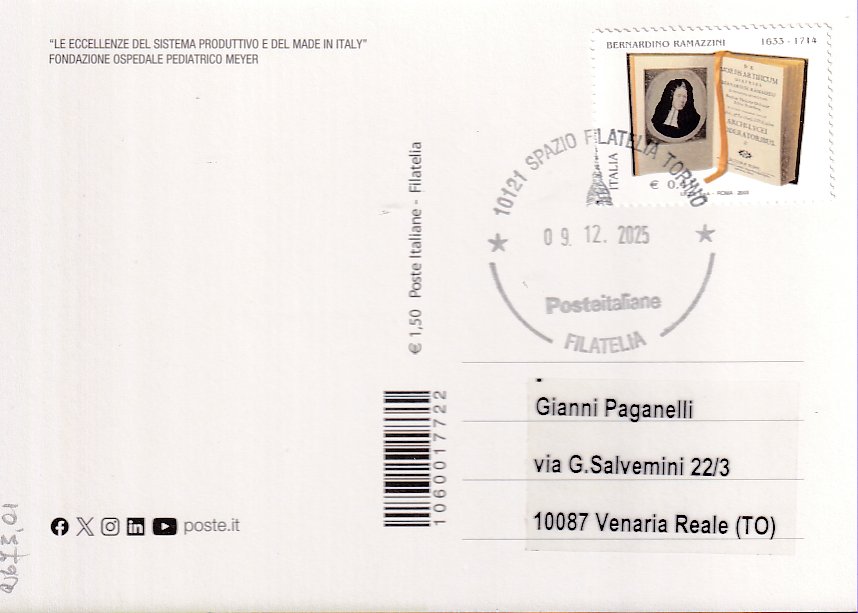 "LE ECCELLENZE DEL SISTEMA PRODUTTIVO E DEL MADE IN ITALY"
FONDAZIONE OSPEDALE PEDIATRICO MEYER
BERNARDINO RAMAZZINI 1633 - 1714
ITALIA
€ 0,
10121 SPAZIO FILATELIA TORINO
09. 12. 2025
Posteitaliane
FILATELIA
€ 1,50 Poste Italiane - Filatelia
1060017722
Gianni Paganelli
via G.Salvemini 22/3
10087 Venaria Reale (TO)
poste.it